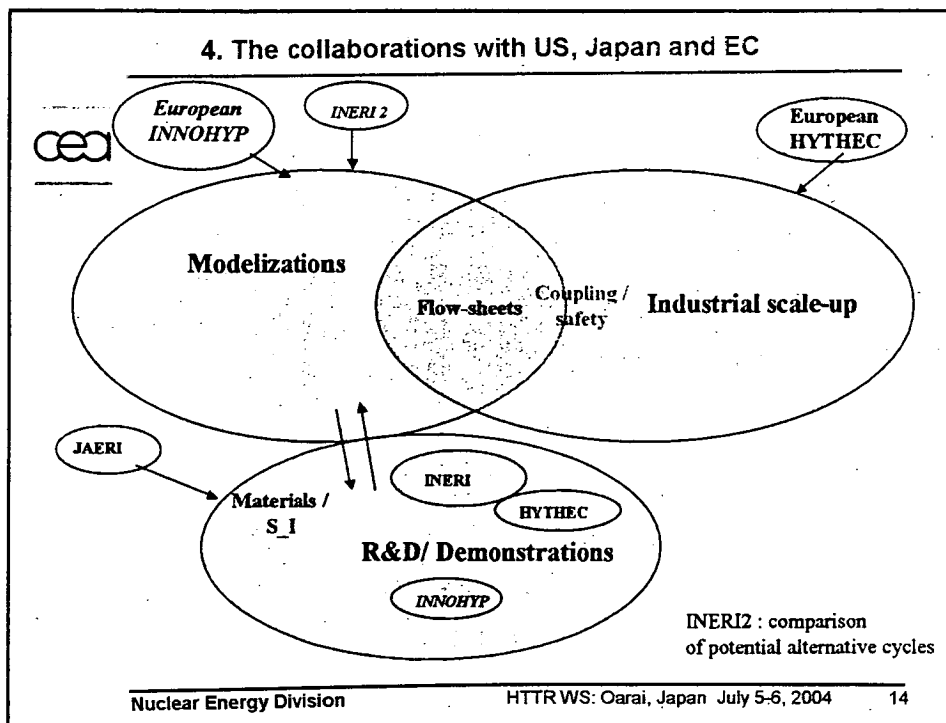 4. The collaborations with US, Japan and EC
cea
European
INNOHYP
INERI 2
European
HYTHEC
Modelizations
Flow-sheets
Coupling /
safety
Industrial scale-up
JAERI
Materials /
S_I
INERI
HYTHEC
R&D/ Demonstrations
INNOHYP
INERI2 : comparison
of potential alternative cycles
Nuclear Energy Division
HTTR WS: Oarai, Japan July 5-6, 2004
14